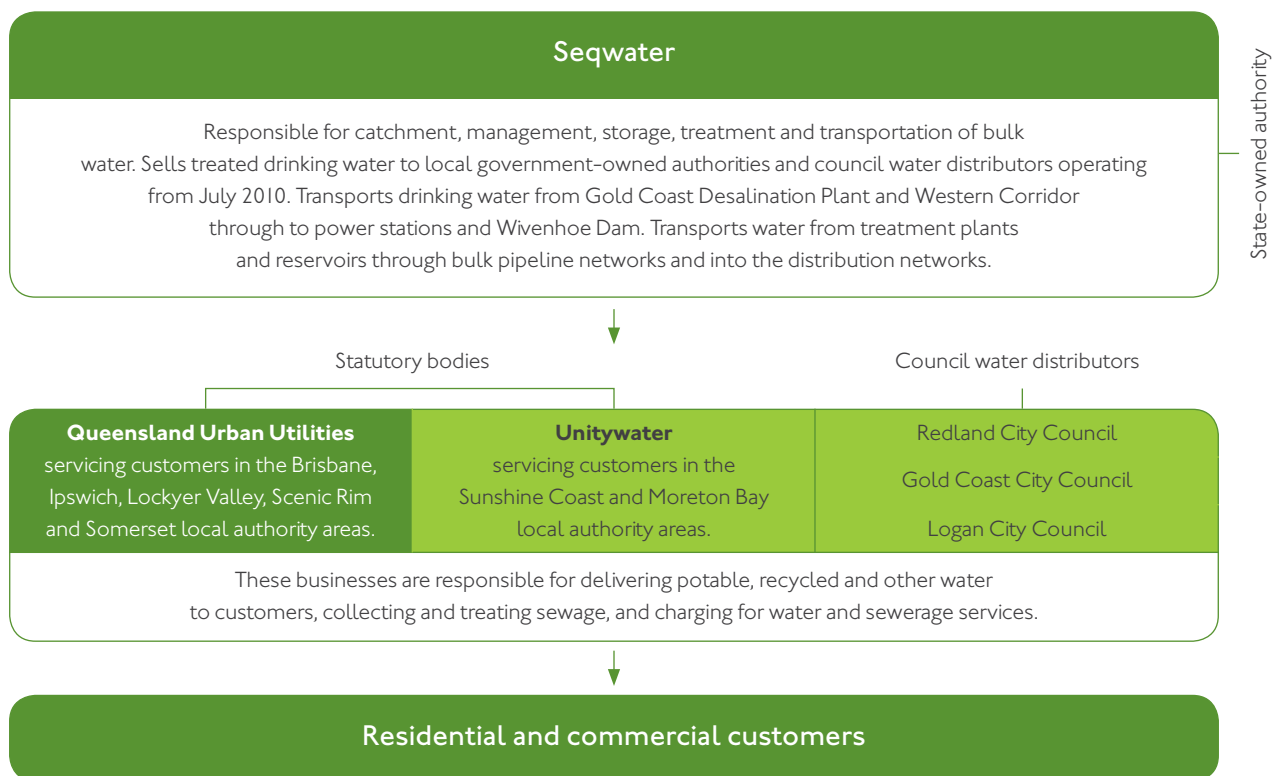 Seqwater
State-owned authority
Responsible for catchment, management, storage, treatment and transportation of bulk
water. Sells treated drinking water to local government-owned authorities and council water distributors operating
from July 2010. Transports drinking water from Gold Coast Desalination Plant and Western Corridor
through to power stations and Wivenhoe Dam. Transports water from treatment plants
and reservoirs through bulk pipeline networks and into the distribution networks.
Statutory bodies
Council water distributors
Queensland Urban Utilities
servicing customers in the Brisbane,
Ipswich, Lockyer Valley, Scenic Rim
and Somerset local authority areas.
Unitywater
servicing customers in the
Sunshine Coast and Moreton Bay
local authority areas.
Redland City Council
Gold Coast City Council
Logan City Council
These businesses are responsible for delivering potable, recycled and other water
to customers, collecting and treating sewage, and charging for water and sewerage services.
Residential and commercial customers